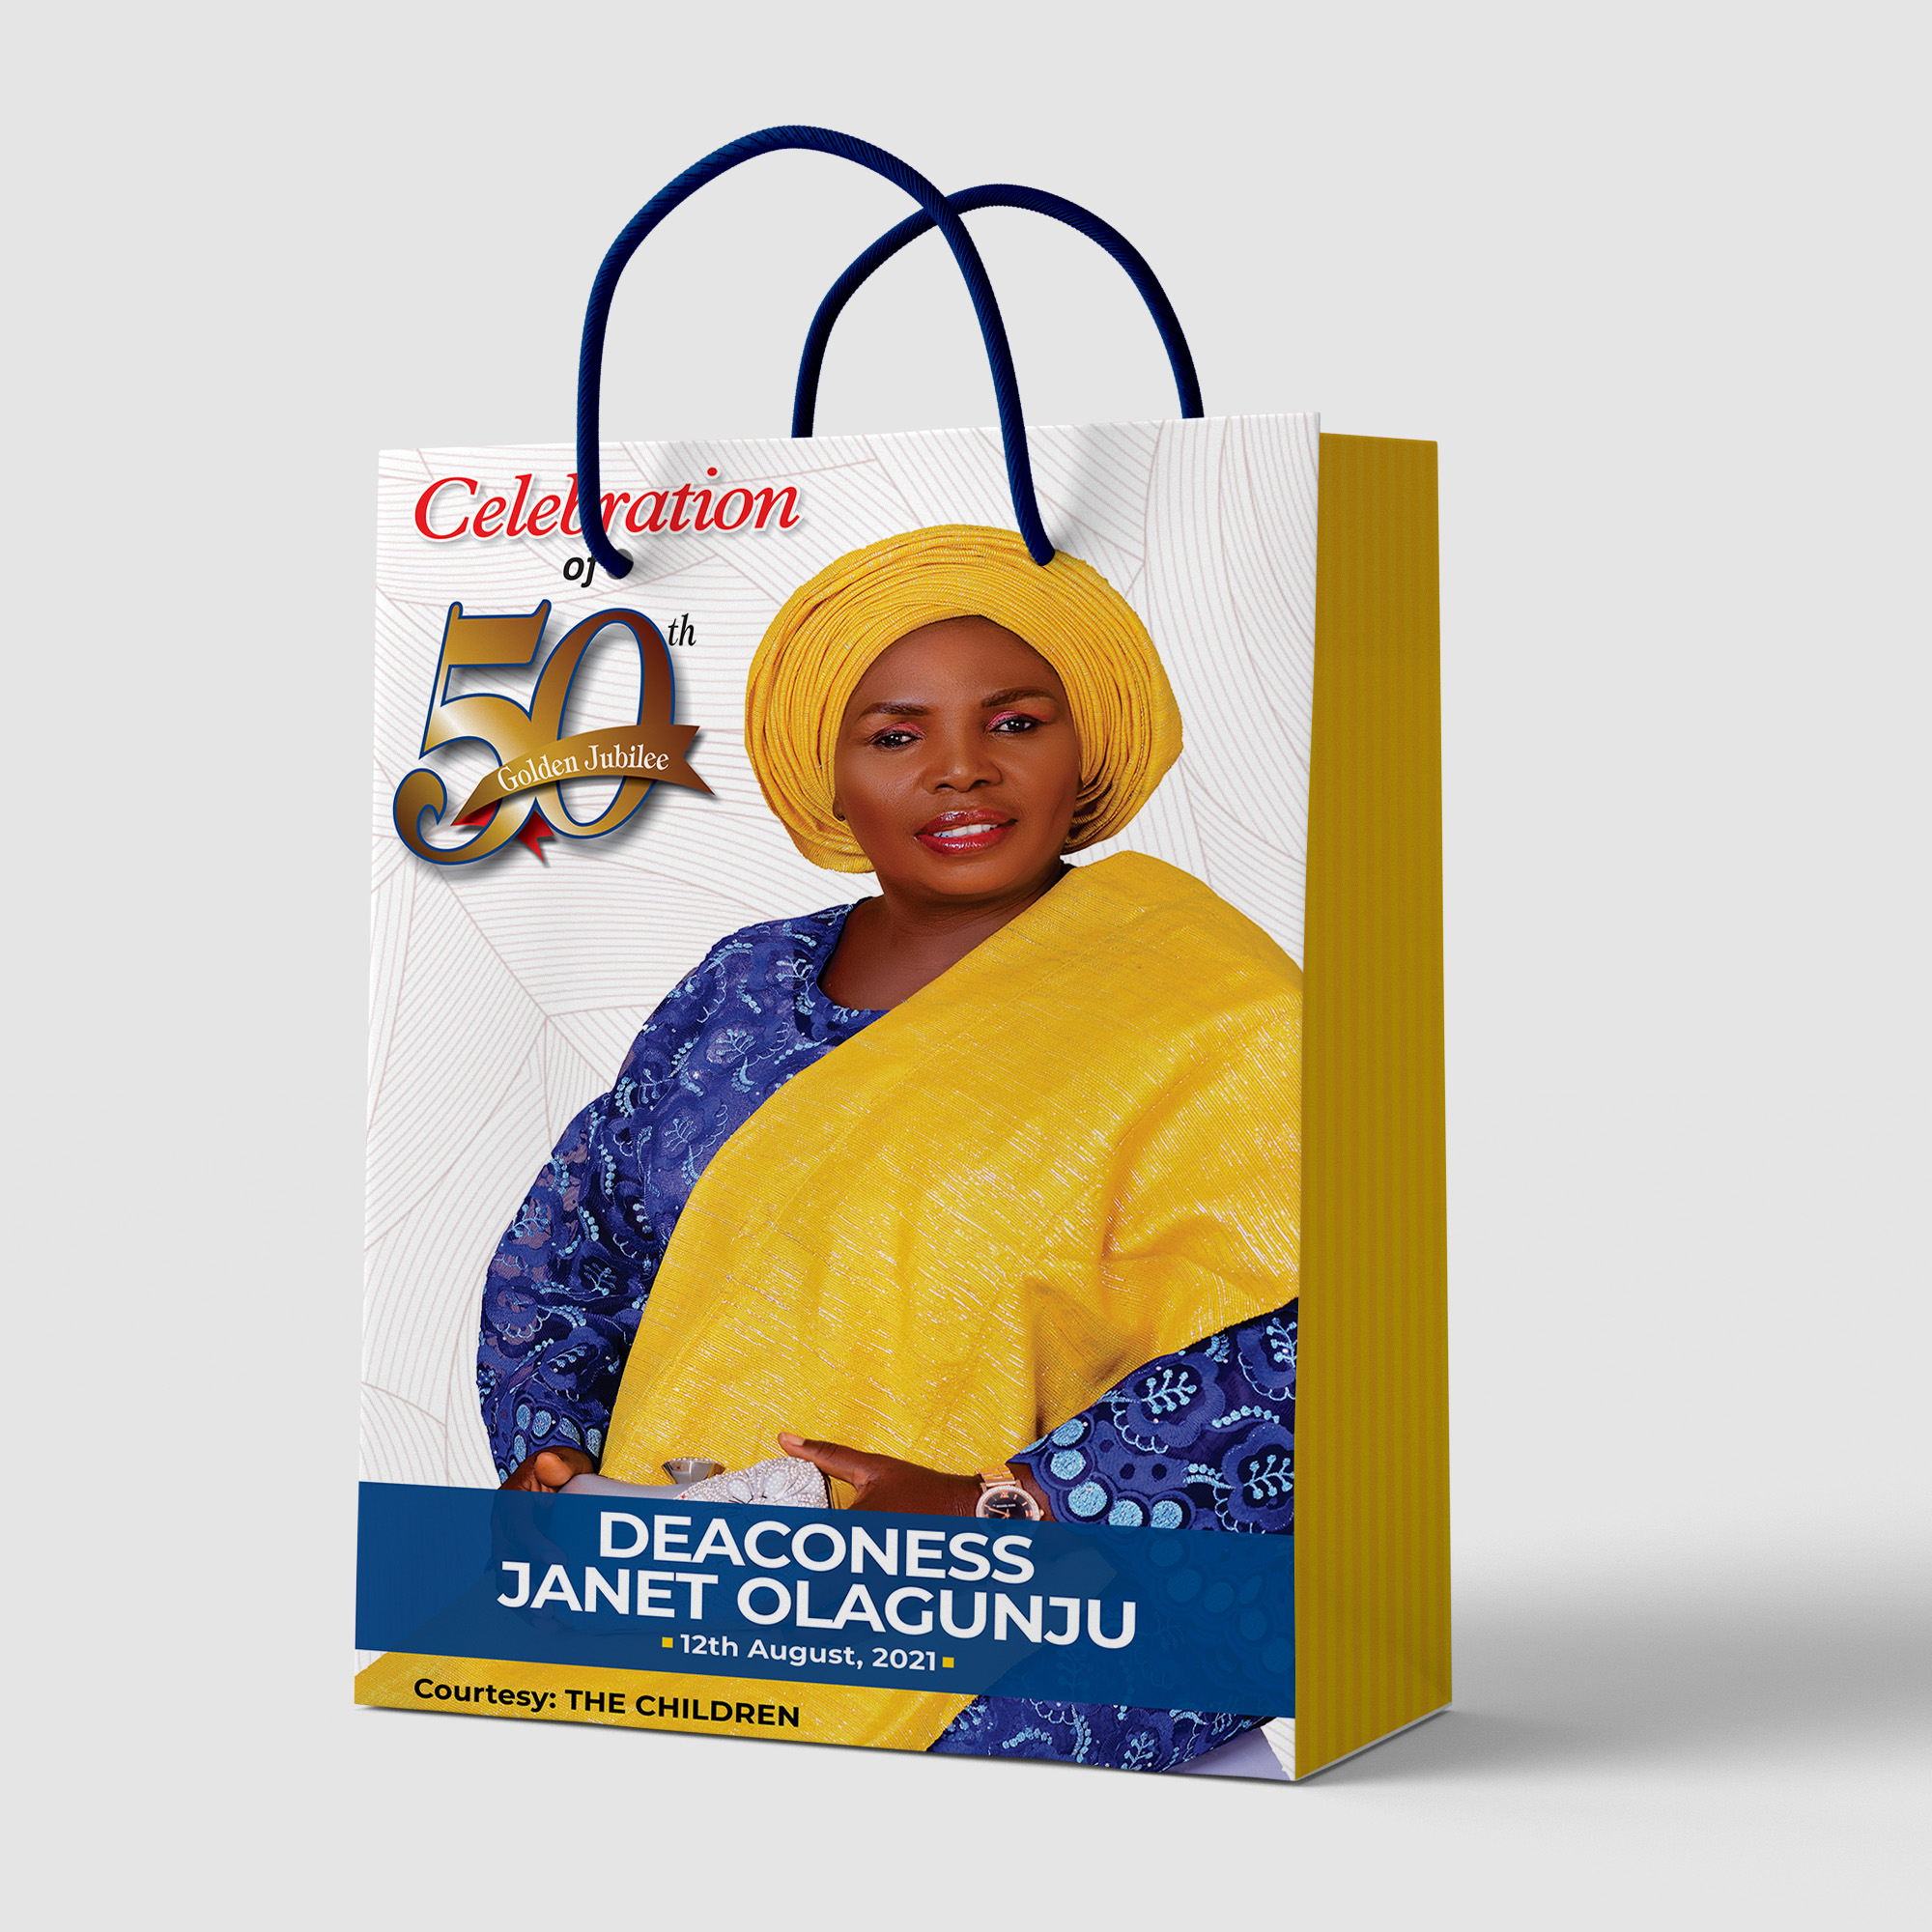 Celebration
of
50th
Golden Jubilee
DEACONESS
JANET OLAGUNJU
12th August, 2021
Courtesy: THE CHILDREN